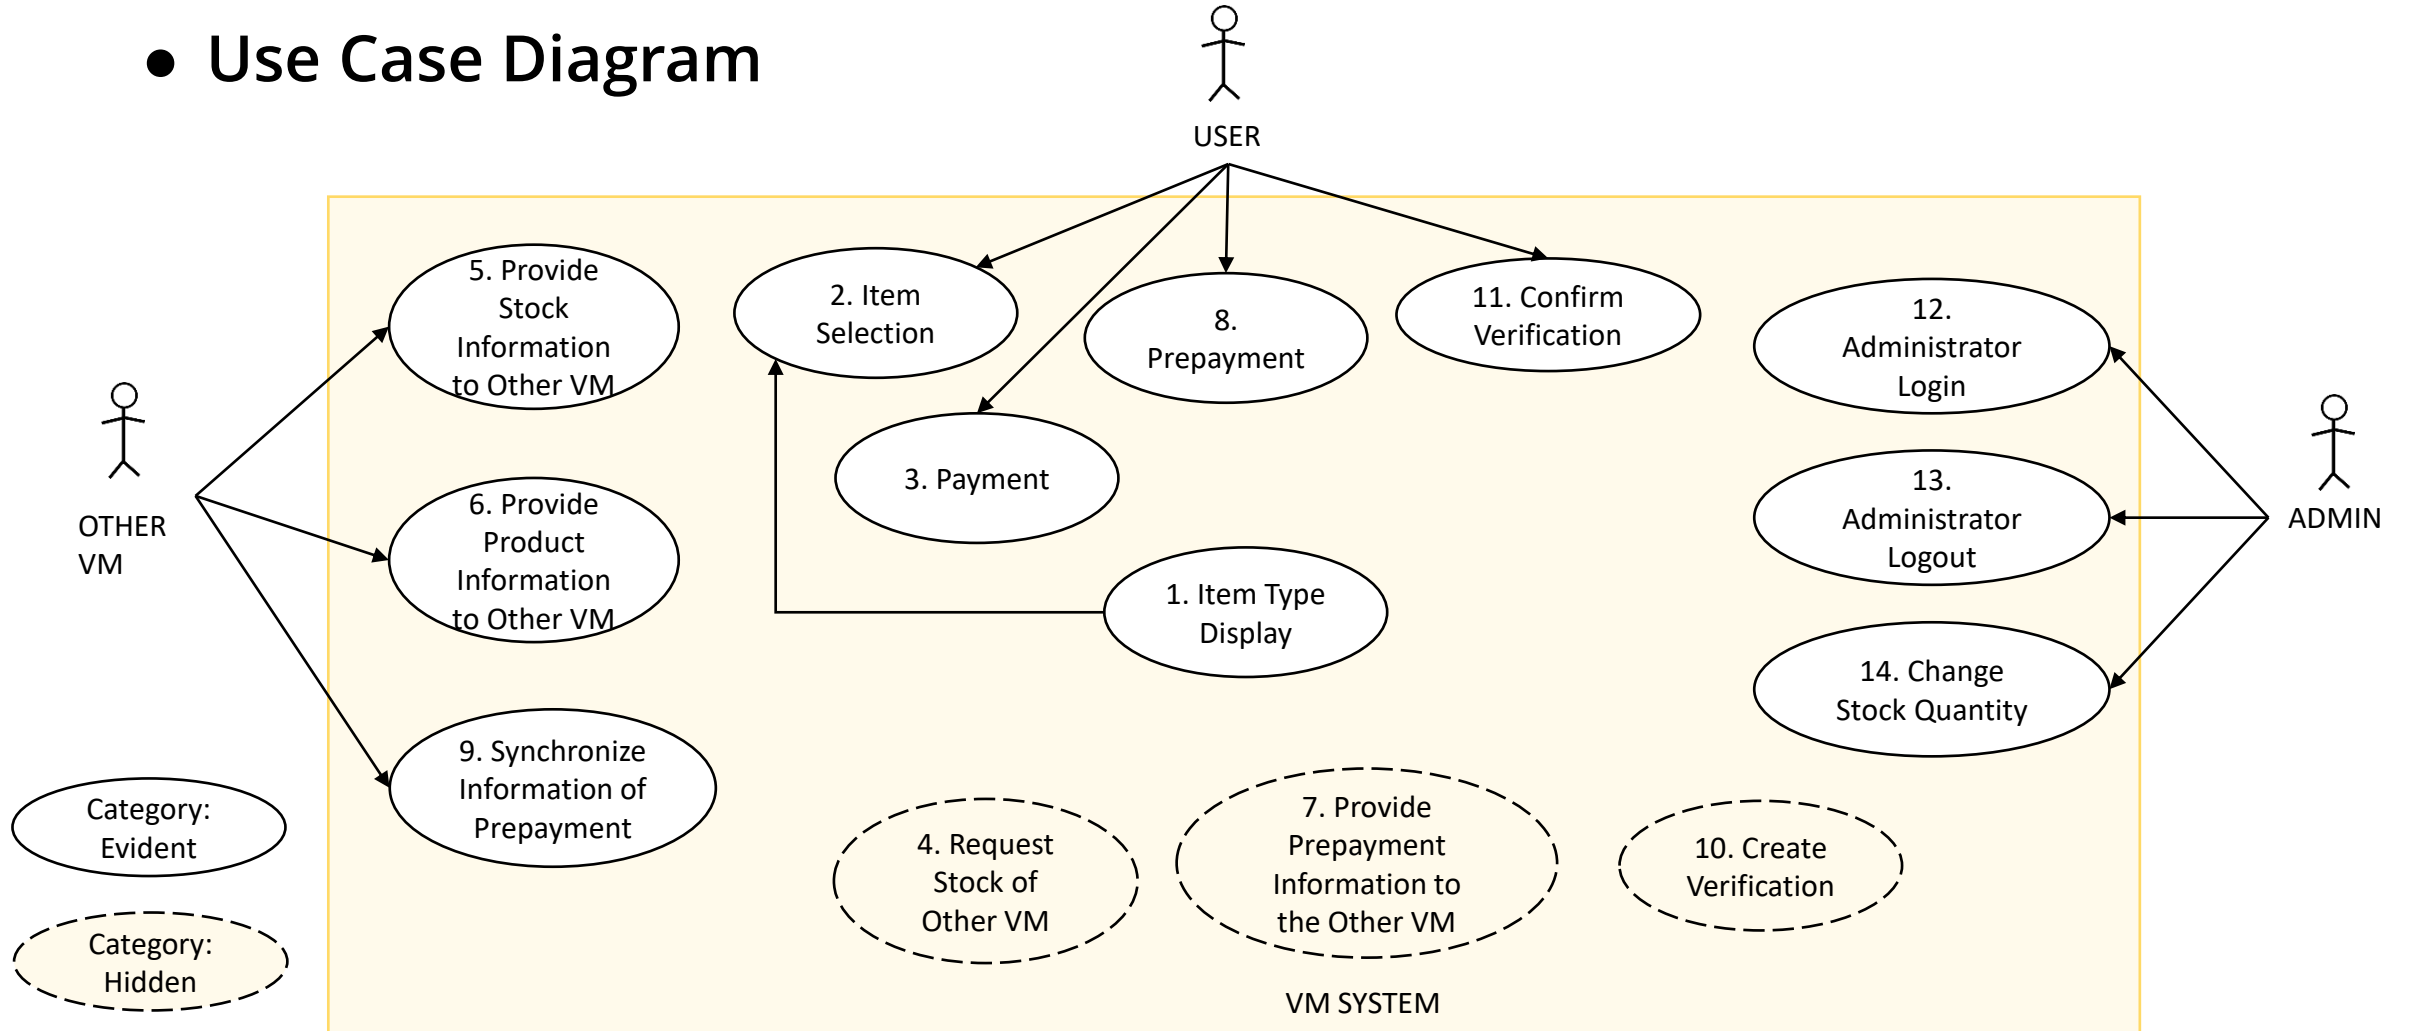 ● Use Case Diagram
USER
5. Provide
Stock
Information
to Other VM
2. Item
Selection
8.
Prepayment
11. Confirm
Verification
12.
Administrator
Login
OTHER
VM
6. Provide
Product
Information
to Other VM
3. Payment
13.
Administrator
Logout
ADMIN
1. Item Type
Display
14. Change
Stock Quantity
9. Synchronize
Information of
Prepayment
Category:
Evident
4. Request
Stock of
Other VM
7. Provide
Prepayment
Information to
the Other VM
10. Create
Verification
Category:
Hidden
VM SYSTEM